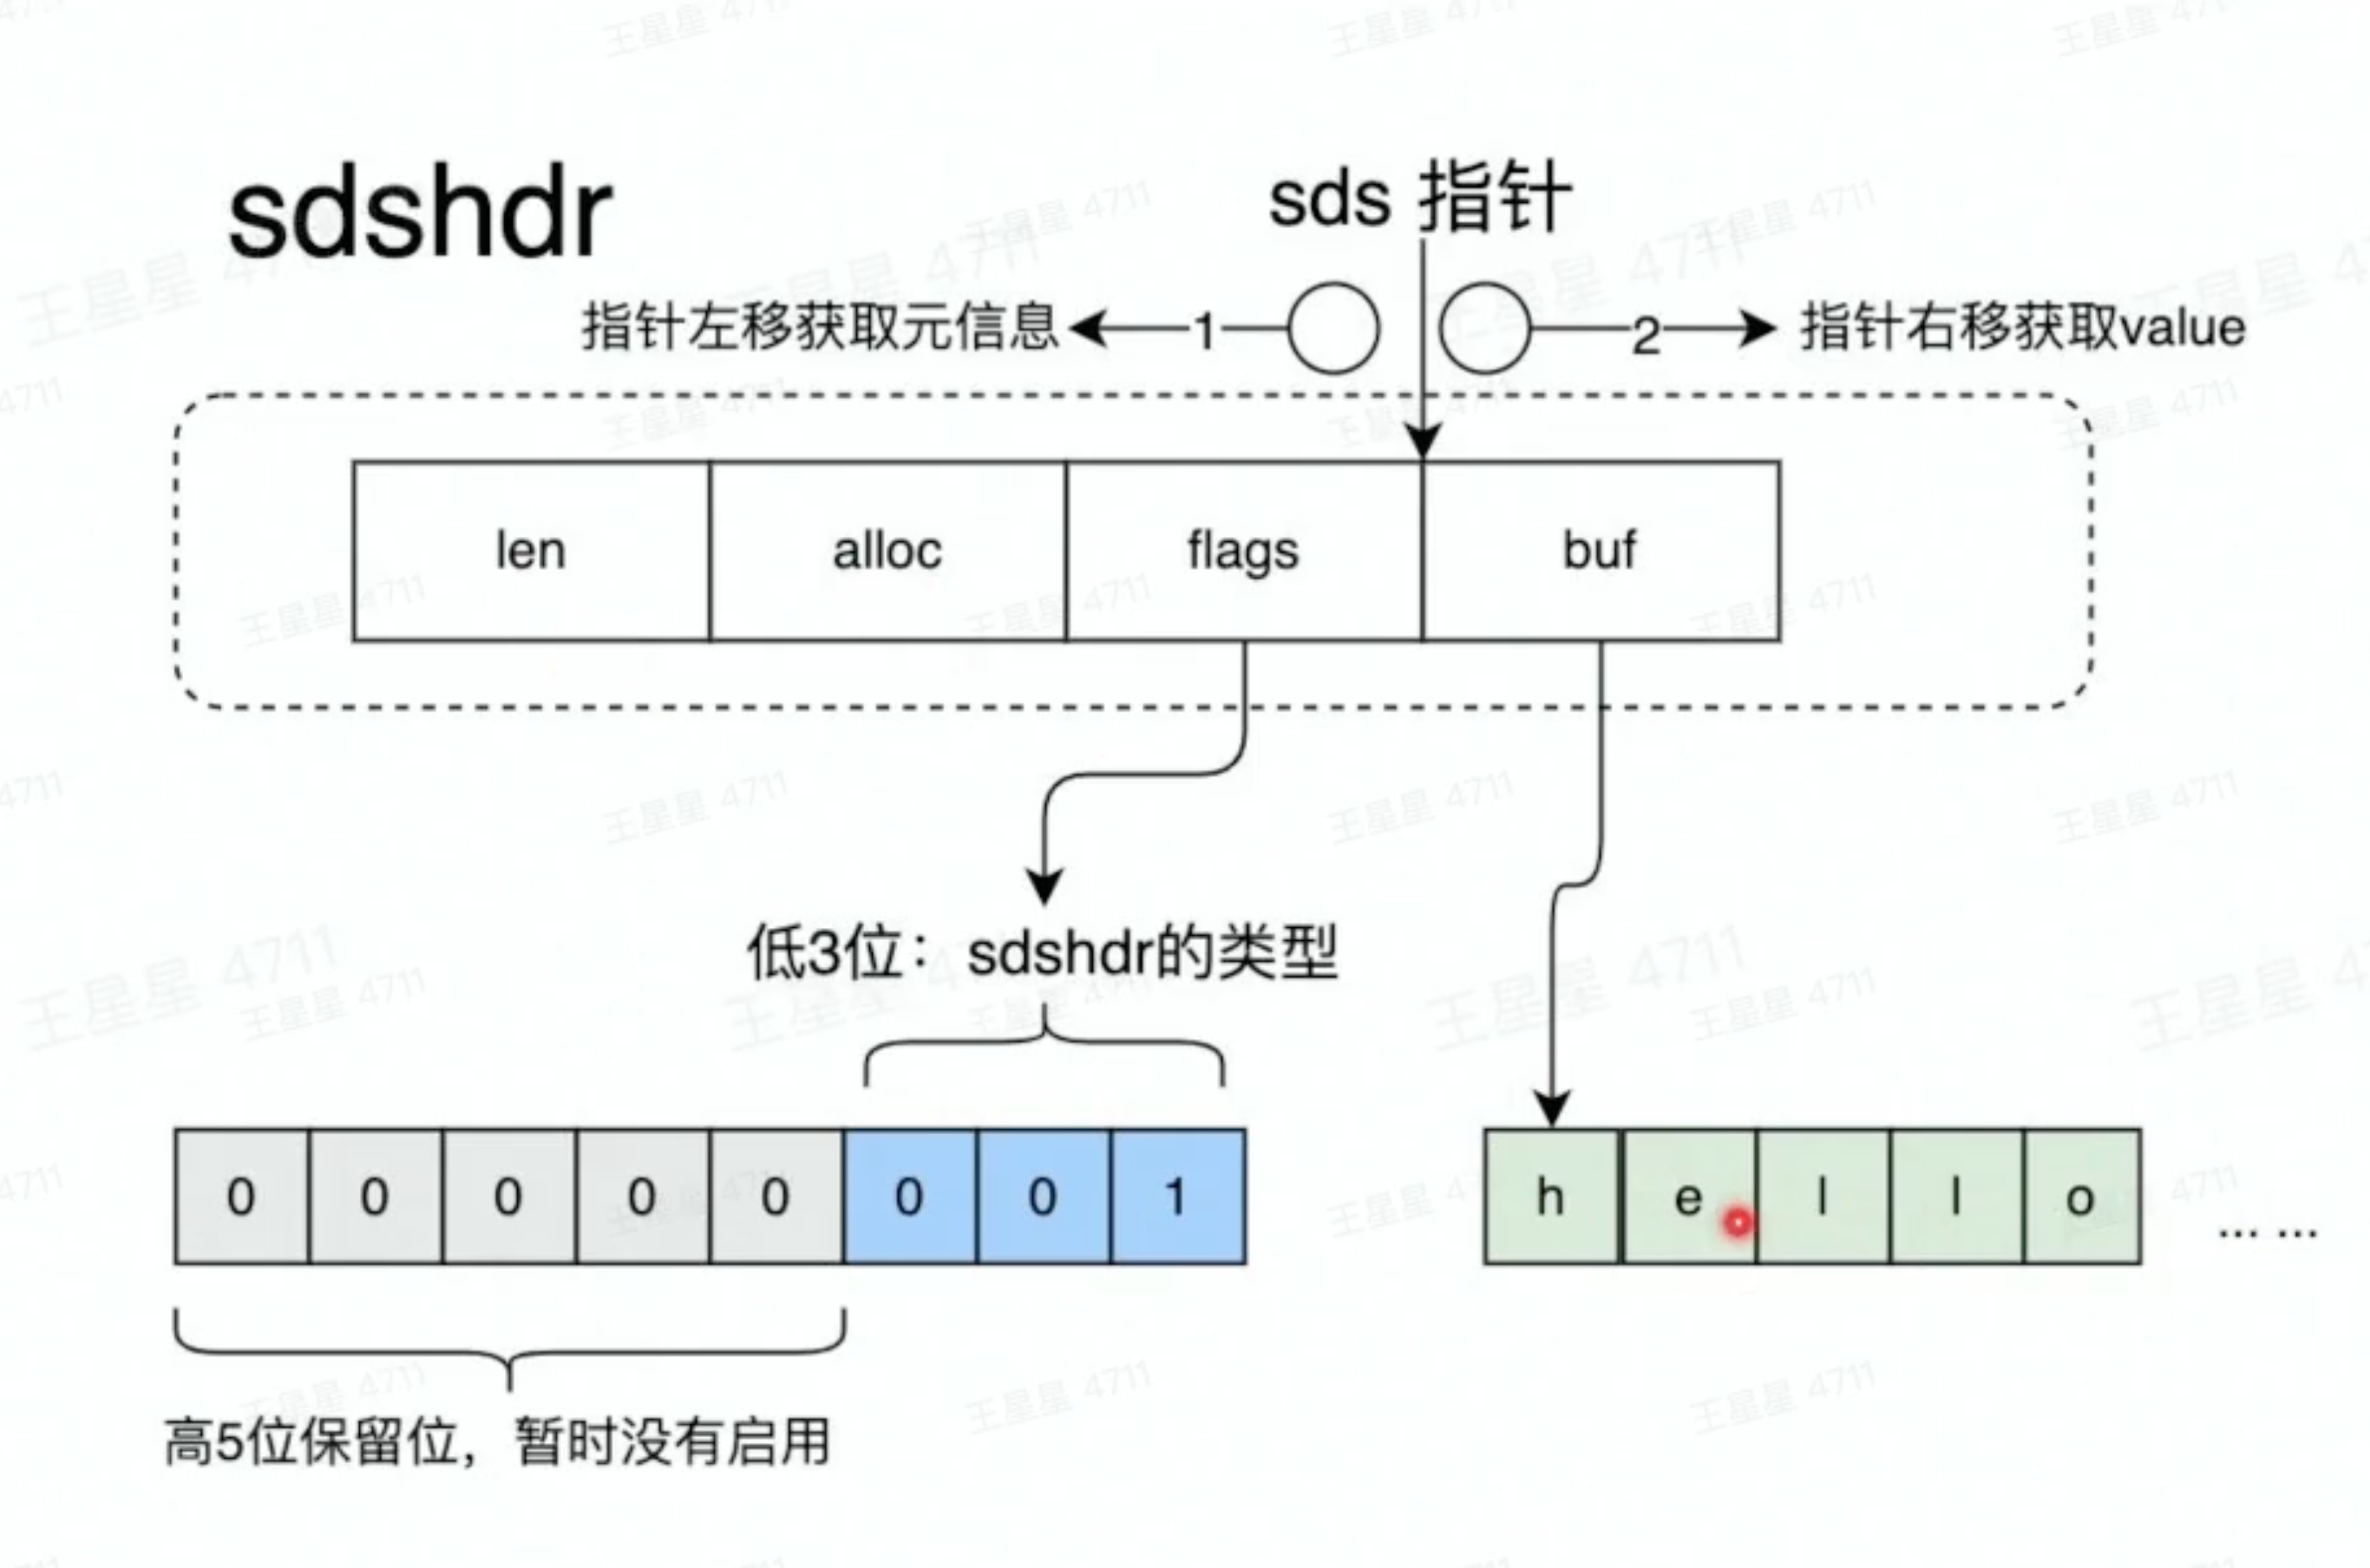 sdshdr
sds 指针
指针左移获取元信息
1
2
指针右移获取value
len
alloc
flags
buf
低3位：sdshdr的类型
0 0 0 0 0 0 0 1
h e l l o
... ...
高5位保留位，暂时没有启用
王星星 4711